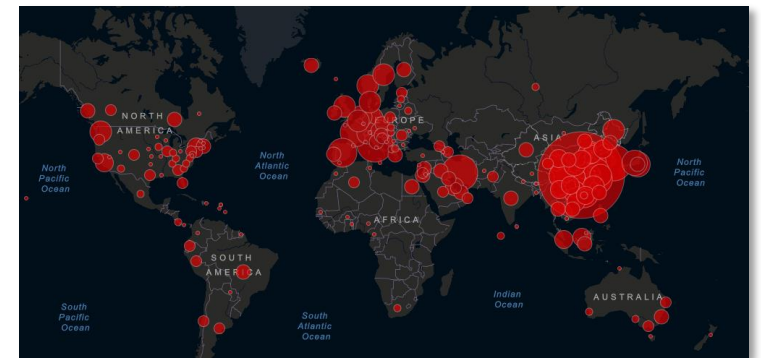 NORTH
AMERICA
EUROPE
ASIA
North
Pacific
Ocean
North
Atlantic
Ocean
North
Pacific
Ocean
AFRICA
SOUTH
AMERICA
Indian
Ocean
AUSTRALIA
South
Pacific
Ocean
South
Atlantic
Ocean